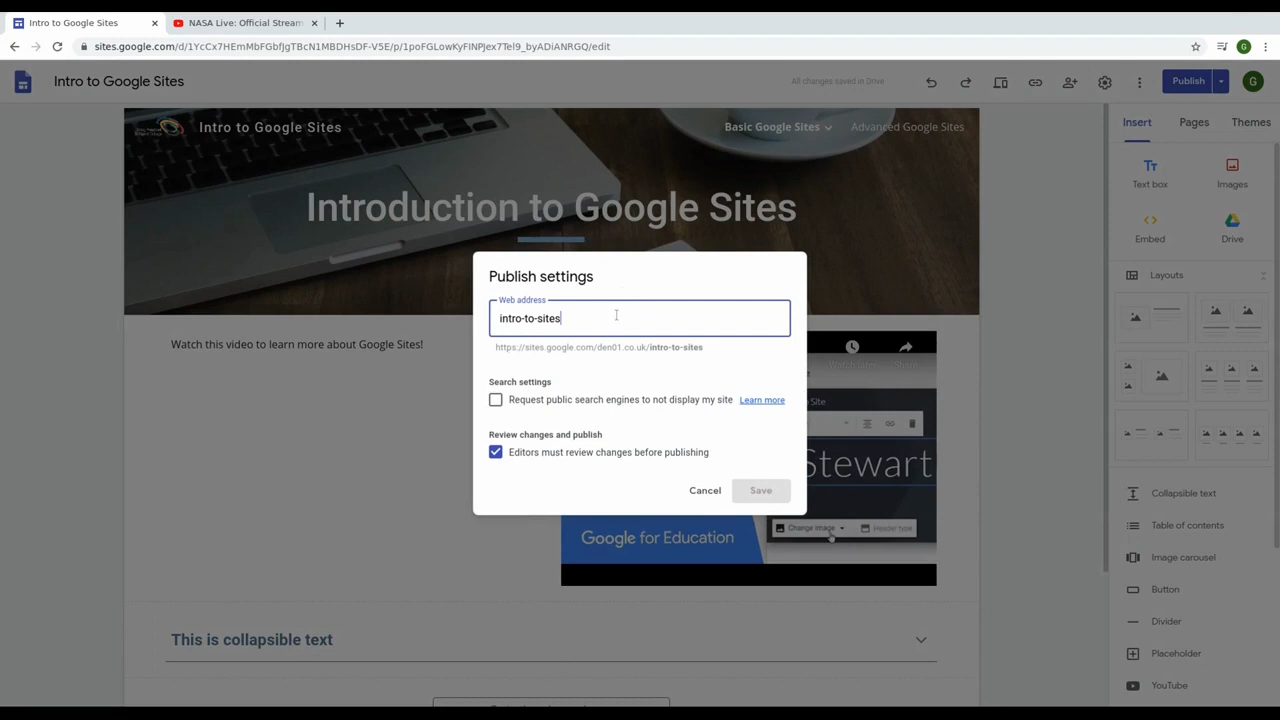 Intro to Google Sites
NASA Live: Official Stream
sites.google.com/d/1YcCx7HEmMbFGbfJgTBcN1MBDHsDF-V5E/p/1poFGLowKyFiNPJex7Tel9_byADiANRGQ/edit
G
Intro to Google Sites
All changes saved in Drive
Publish
G
Intro to Google Sites
Basic Google Sites
Advanced Google Sites
Introduction to Google Sites
Insert
Pages
Themes
Text box
Images
Embed
Drive
Layouts
Publish settings
Web address
intro-to-sites
https://sites.google.com/den01.co.uk/intro-to-sites
Search settings
Request public search engines to not display my site Learn more
Review changes and publish
Editors must review changes before publishing
Cancel
Save
Watch this video to learn more about Google Sites!
Watch later
Share
Site
Stewart
Change image
Header type
Google for Education
This is collapsible text
Collapsible text
Table of contents
Image carousel
Button
Divider
Placeholder
YouTube